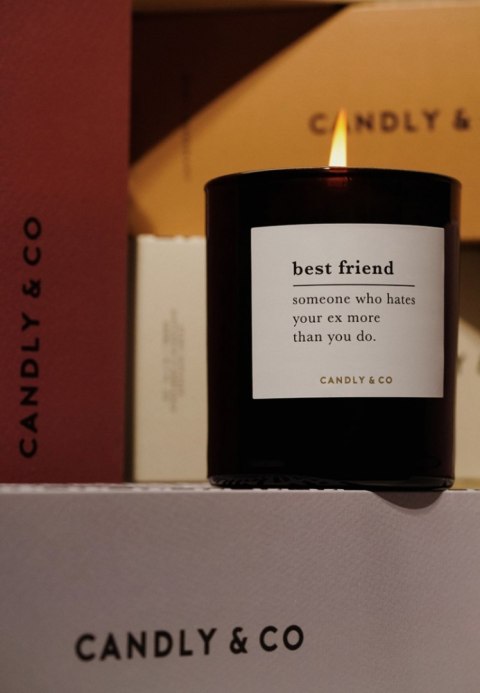 CANDLY &
CANDLY & CO
best friend
someone who hates
your ex more
than you do.
CANDLY & CO
CANDLY & CO